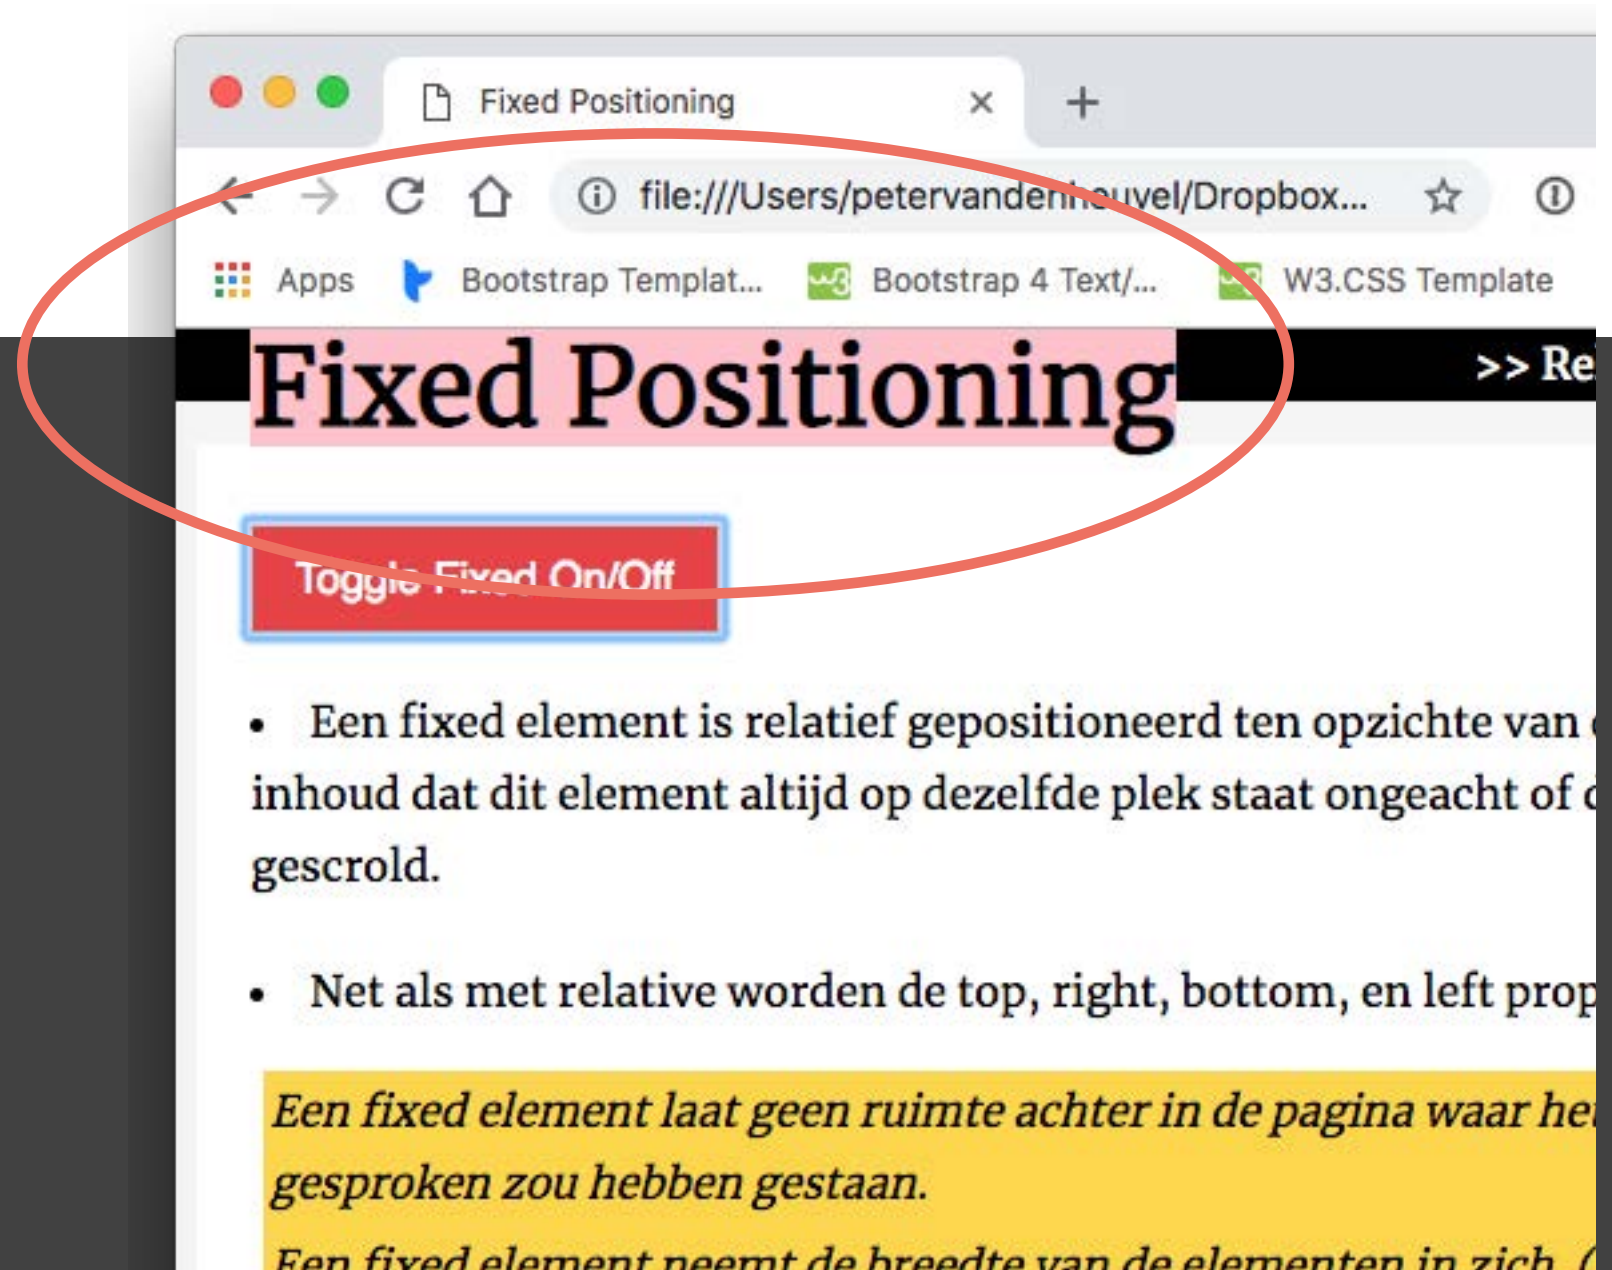 Fixed Positioning
file:///Users/petervandenheuvel/Dropbox...
Apps Bootstrap Templat... Bootstrap 4 Text/... W3.CSS Template
Fixed Positioning >> Re
Toggle Fixed On/Off
• Een fixed element is relatief gepositioneerd ten opzichte van
inhoud dat dit element altijd op dezelfde plek staat ongeacht of
gescrold.
• Net als met relative worden de top, right, bottom, en left prop
Een fixed element laat geen ruimte achter in de pagina waar het
gesproken zou hebben gestaan.
Een fixed element neemt de breedte van de elementen in zich. (